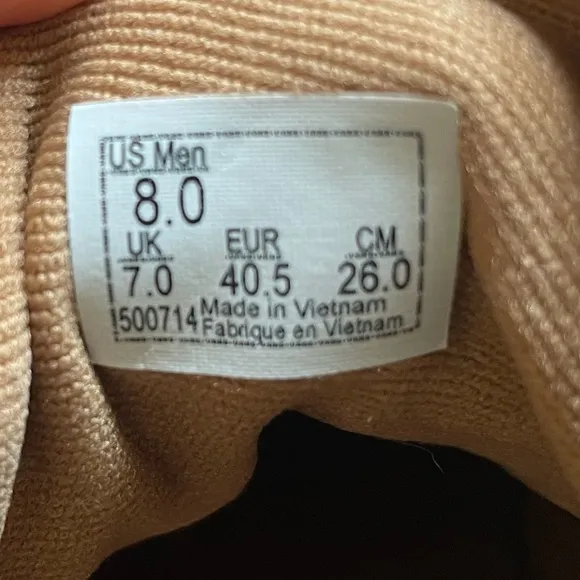 US Men
8.0
UK EUR CM
7.0 40.5 26.0
500714 Made in Vietnam
Fabrique en Vietnam